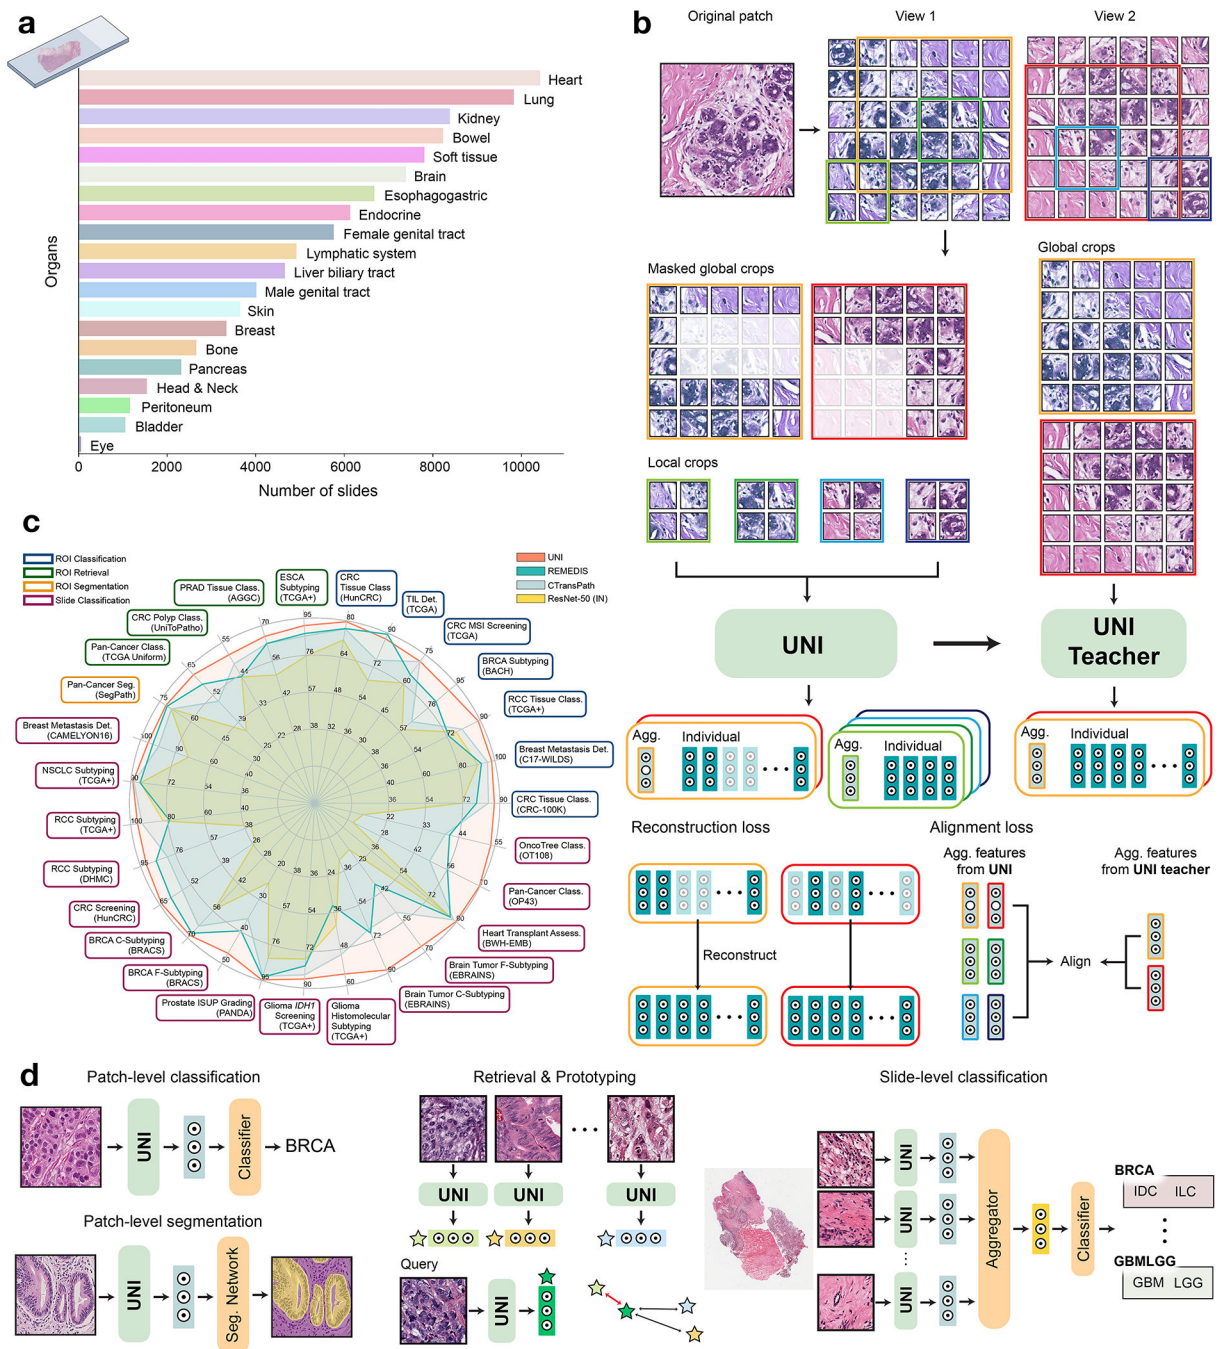 a
Heart
Lung
Kidney
Bowel
Soft tissue
Brain
Esophagogastric
Endocrine
Female genital tract
Lymphatic system
Liver biliary tract
Male genital tract
Skin
Breast
Bone
Pancreas
Head & Neck
Peritoneum
Bladder
Eye
Organs
0 2000 4000 6000 8000 10000
Number of slides
b
Original patch
View 1
View 2
Masked global crops
Global crops
Local crops
UNI
UNI
Teacher
Agg. Individual
Agg. Individual
Agg. Individual
Reconstruction loss
Reconstruct
Alignment loss
Agg. features
from UNI
Agg. features
from UNI teacher
Align
c
ROI Classification
ROI Retrieval
ROI Segmentation
Slide Classification
UNI
REMEDIS
CTransPath
ResNet-50 (IN)
ESCA
Subtyping
(TCGA+)
CRC
Tissue Class
(HunCRC)
TIL Det.
(TCGA)
CRC MSI Screening
(TCGA)
BRCA Subtyping
(BACH)
RCC Tissue Class.
(TCGA+)
Breast Metastasis Det.
(C17-WILDS)
CRC Tissue Class.
(CRC-100K)
OncoTree Class.
(OT108)
Pan-Cancer Class.
(OP43)
Heart Transplant Assess.
(BWH-EMB)
Brain Tumor F-Subtyping
(EBRAINS)
Brain Tumor C-Subtyping
(EBRAINS)
Glioma
Histomolecular
Subtyping
(TCGA+)
Glioma IDH1
Screening
(TCGA+)
Prostate ISUP Grading
(PANDA)
BRCA F-Subtyping
(BRACS)
BRCA C-Subtyping
(BRACS)
CRC Screening
(HunCRC)
RCC Subtyping
(DHMC)
RCC Subtyping
(TCGA+)
NSCLC Subtyping
(TCGA+)
Breast Metastasis Det.
(CAMELYON16)
Pan-Cancer Seg.
(SegPath)
Pan-Cancer Class.
(TCGA Uniform)
CRC Polyp Class.
(UniToPatho)
PRAD Tissue Class.
(AGGC)
d
Patch-level classification
UNI
Classifier
BRCA
Patch-level segmentation
UNI
Seg. Network
Retrieval & Prototyping
UNI UNI UNI
Query
UNI
Slide-level classification
UNI
UNI
UNI
Aggregator
Classifier
BRCA
IDC ILC
GBMLGG
GBM LGG